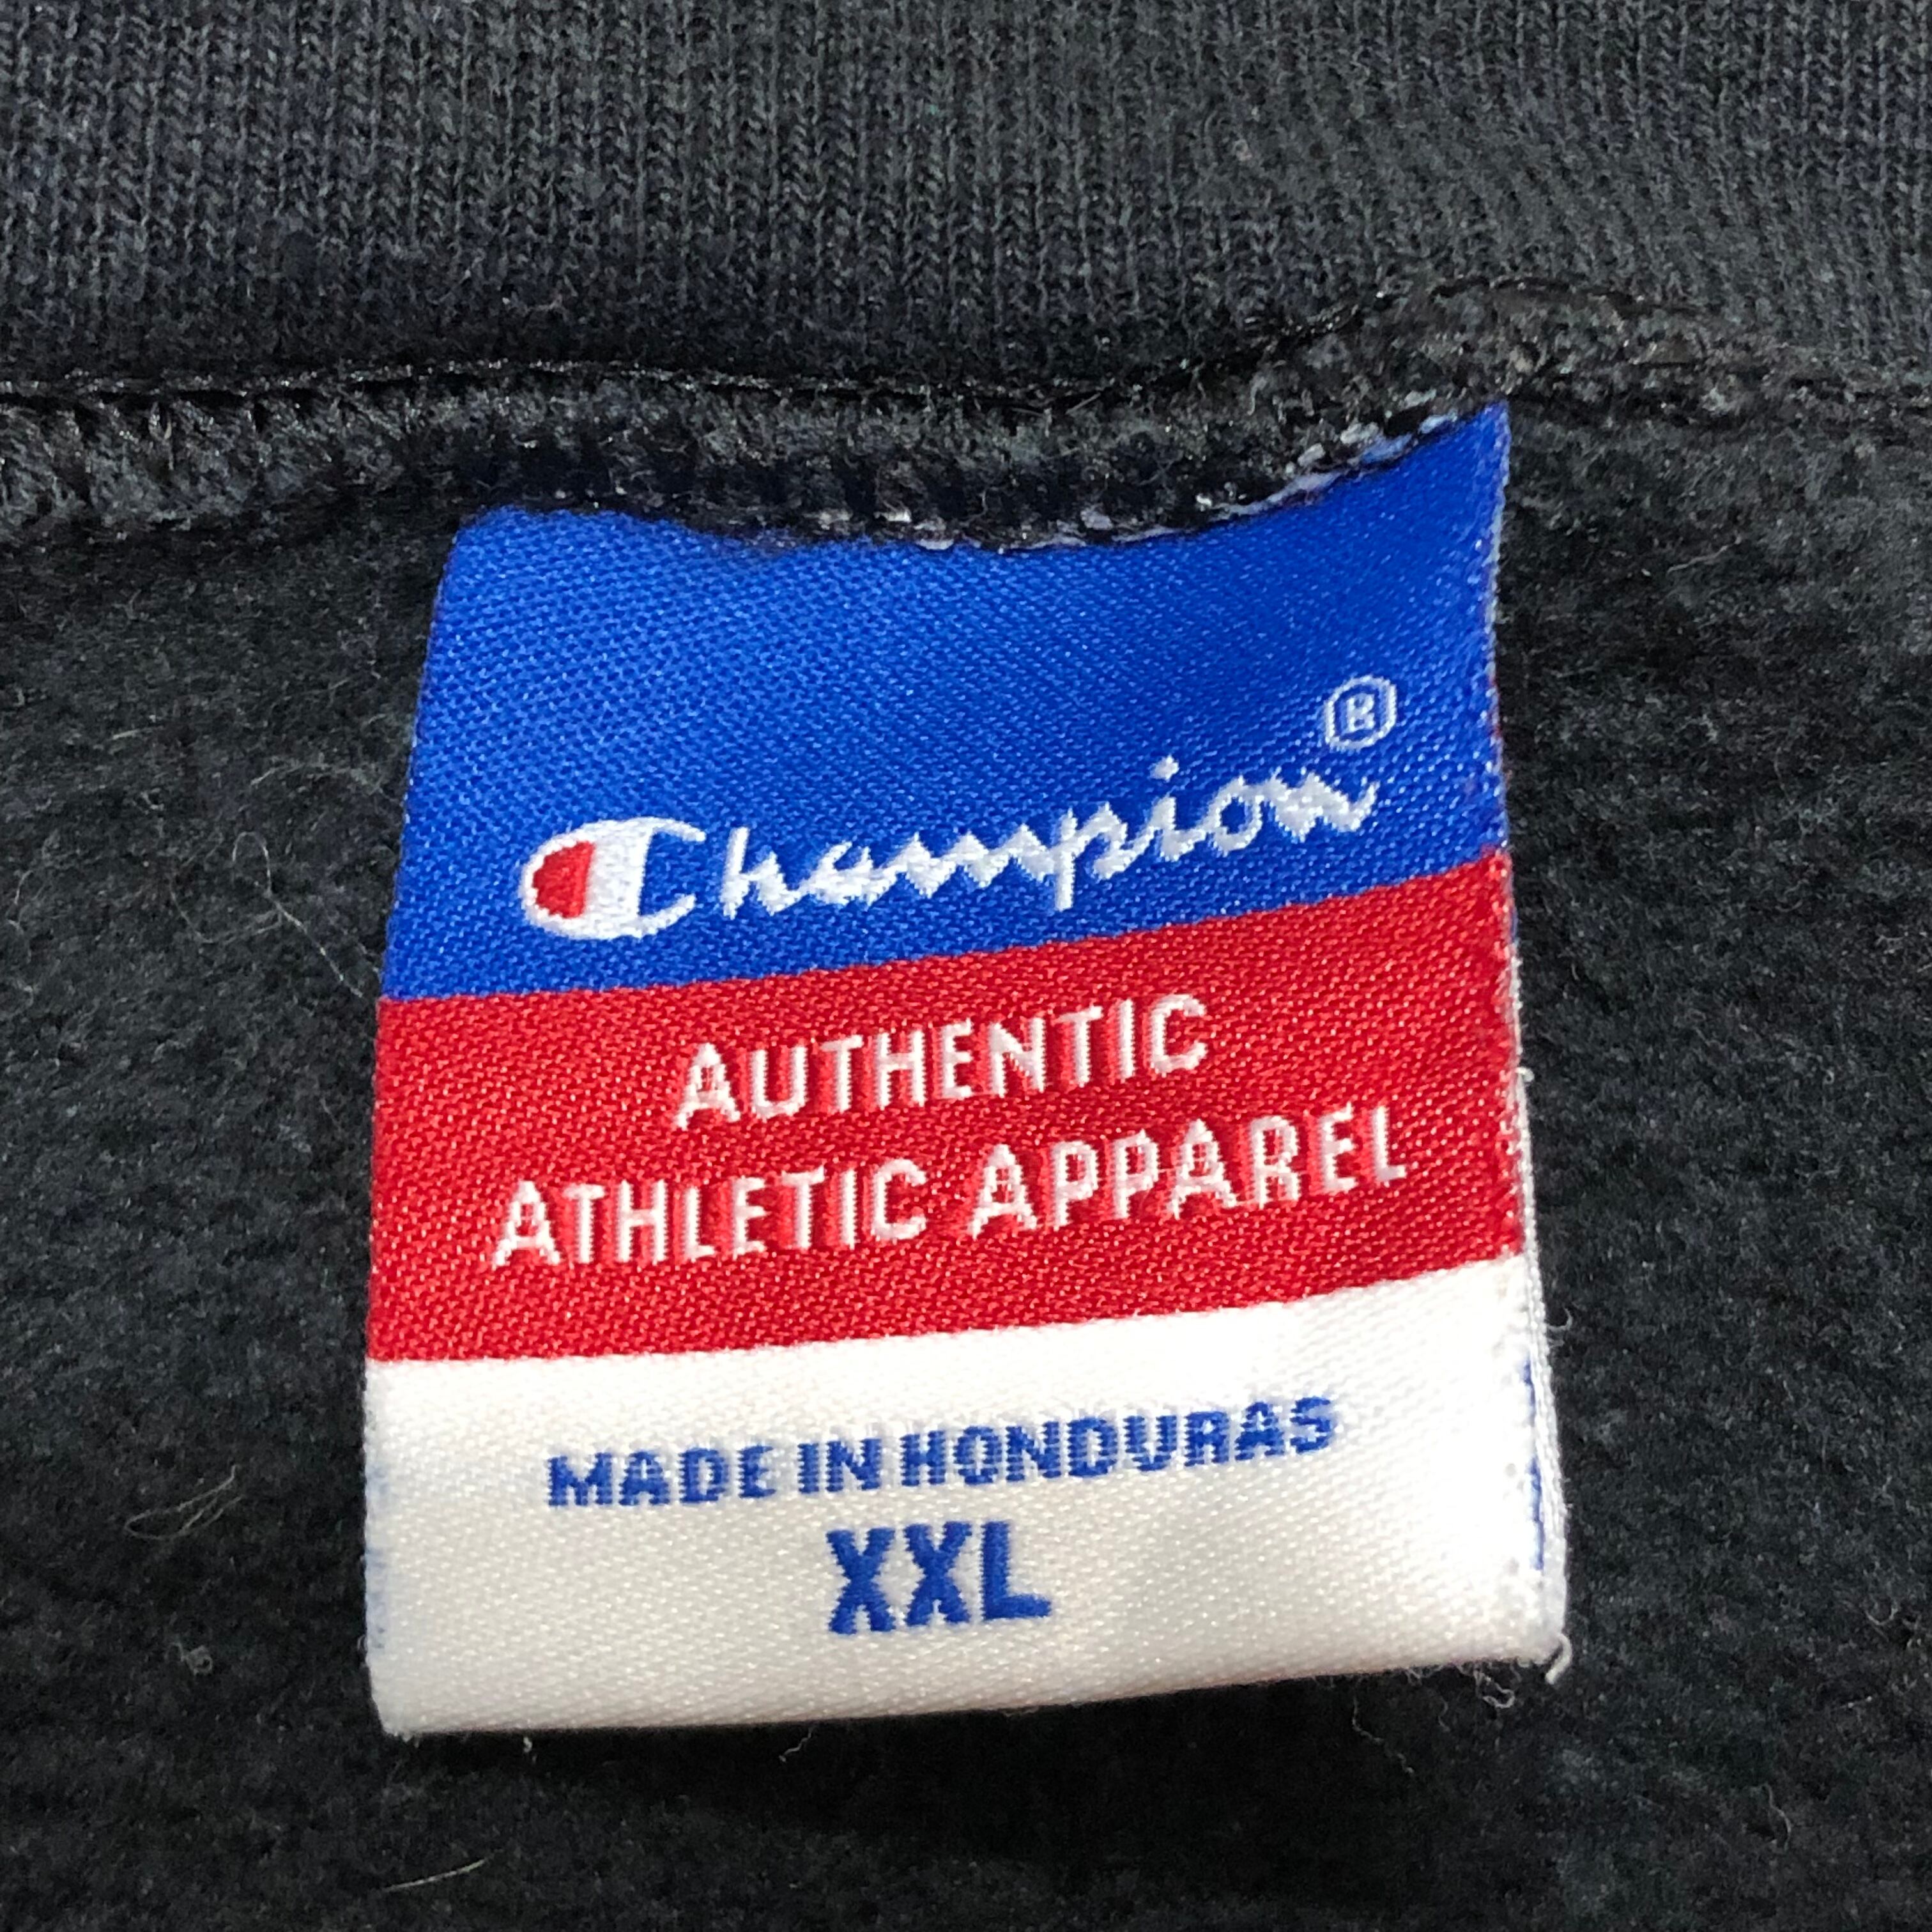 Champion®
AUTHENTIC
ATHLETIC APPAREL
MADE IN HONDURAS
XXL